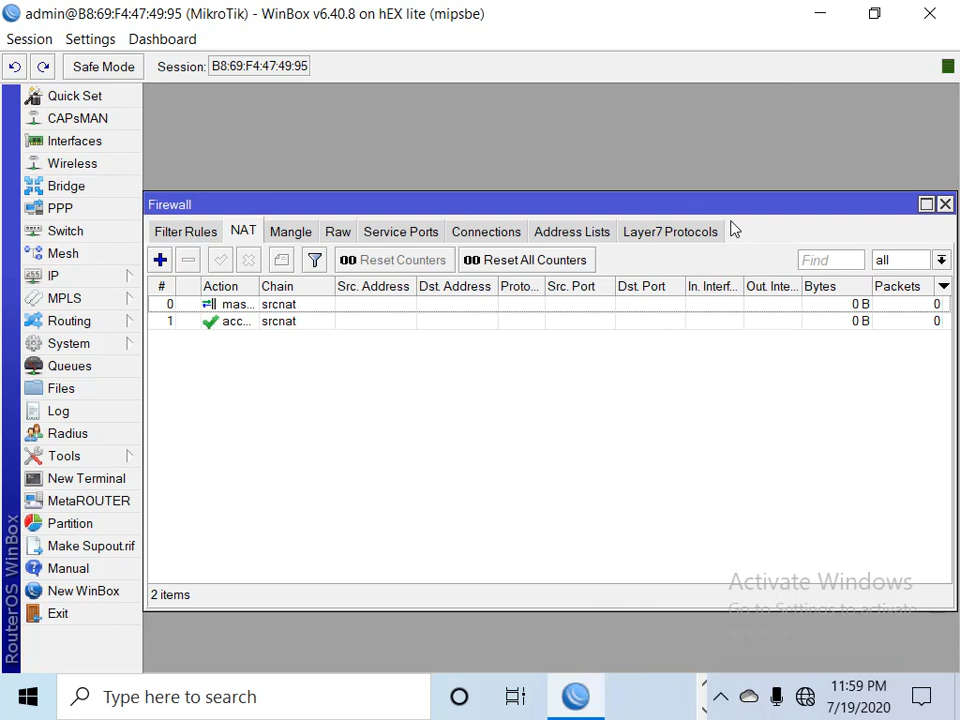 admin@B8:69:F4:47:49:95 (MikroTik) - WinBox v6.40.8 on hEX lite (mipsbe)
Session Settings Dashboard
Safe Mode Session: B8:69:F4:47:49:95
Quick Set
CAPsMAN
Interfaces
Wireless
Bridge
PPP
Switch
Mesh
IP
MPLS
Routing
System
Queues
Files
Log
Radius
Tools
New Terminal
MetaROUTER
Partition
Make Supout.rif
Manual
New WinBox
Exit
RouterOS WinBox
Firewall
Filter Rules NAT Mangle Raw Service Ports Connections Address Lists Layer7 Protocols
00 Reset Counters 00 Reset All Counters Find all
# Action Chain Src. Address Dst. Address Proto... Src. Port Dst. Port In. Interf... Out. Inte... Bytes Packets
0 mas... srcnat 0 B 0
1 acc... srcnat 0 B 0
2 items
Activate Windows
Go to Settings to activate
Type here to search
11:59 PM
7/19/2020